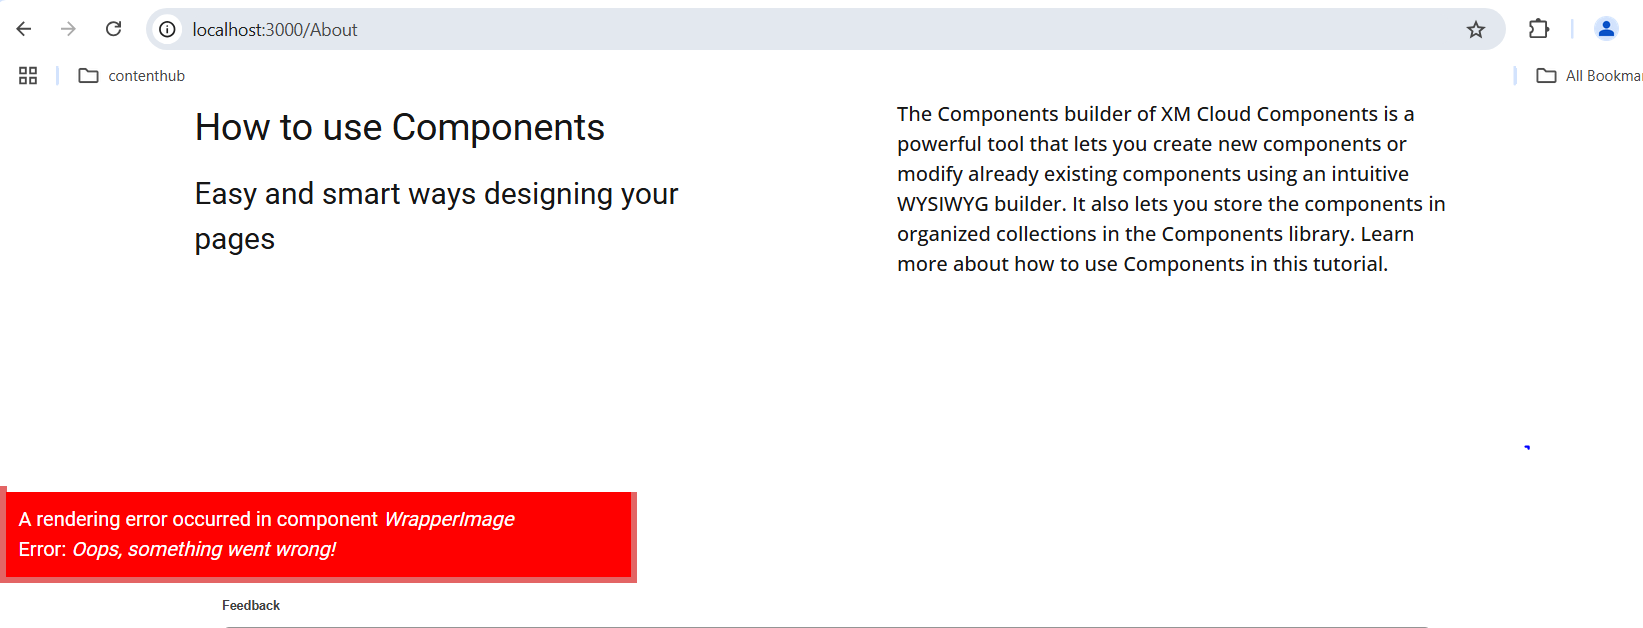 localhost:3000/About
contenthub
All Bookma
How to use Components
Easy and smart ways designing your
pages
The Components builder of XM Cloud Components is a
powerful tool that lets you create new components or
modify already existing components using an intuitive
WYSIWYG builder. It also lets you store the components in
organized collections in the Components library. Learn
more about how to use Components in this tutorial.
A rendering error occurred in component WrapperImage
Error: Oops, something went wrong!
Feedback